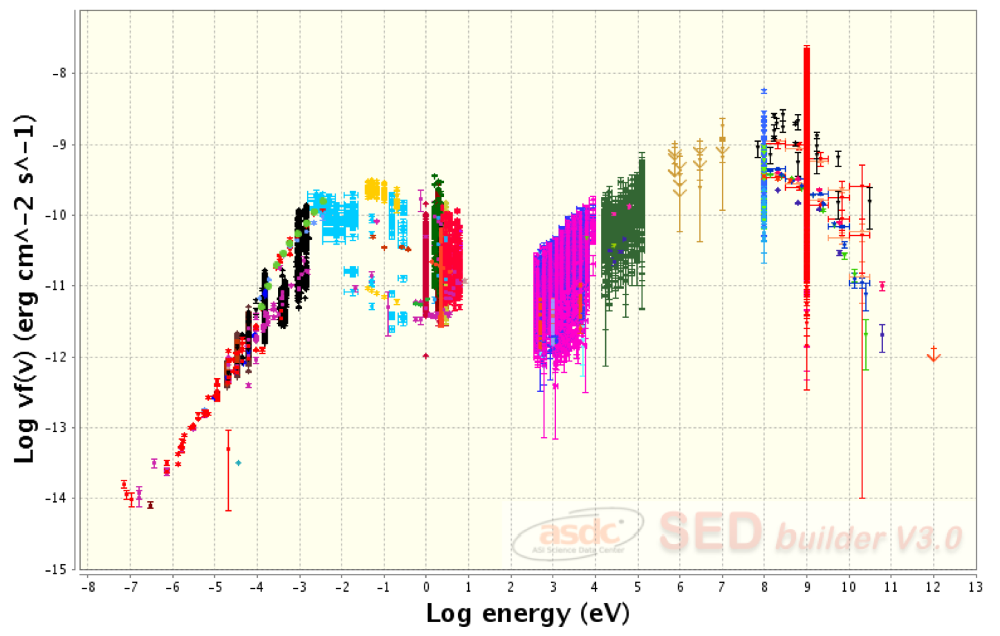 Log νf(ν) (erg cm^-2 s^-1)
-8
-9
-10
-11
-12
-13
-14
-15
asdc SED builder V3.0
ASI Science Data Center
-8 -7 -6 -5 -4 -3 -2 -1 0 1 2 3 4 5 6 7 8 9 10 11 12 13
Log energy (eV)